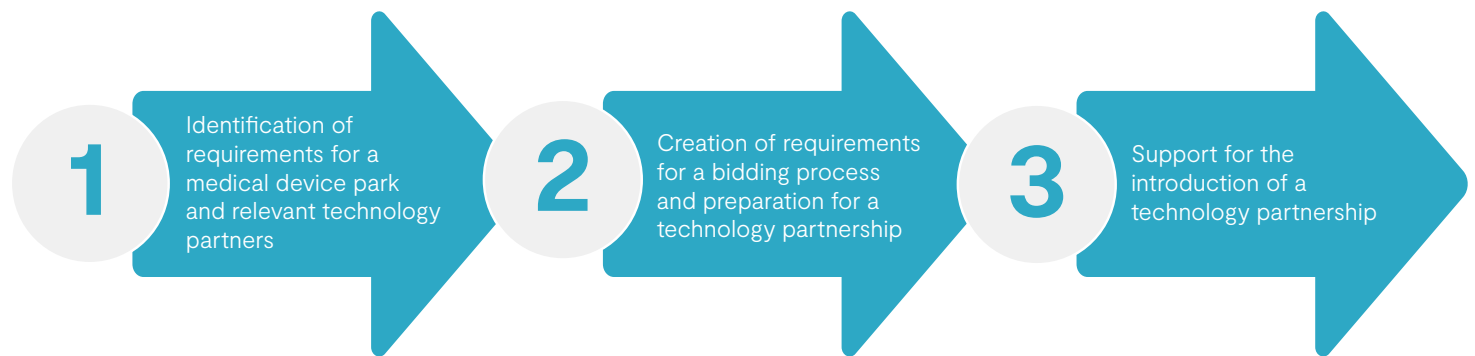 1
Identification of
requirements for a
medical device park
and relevant technology
partners
2
Creation of requirements
for a bidding process
and preparation for a
technology partnership
3
Support for the
introduction of a
technology partnership